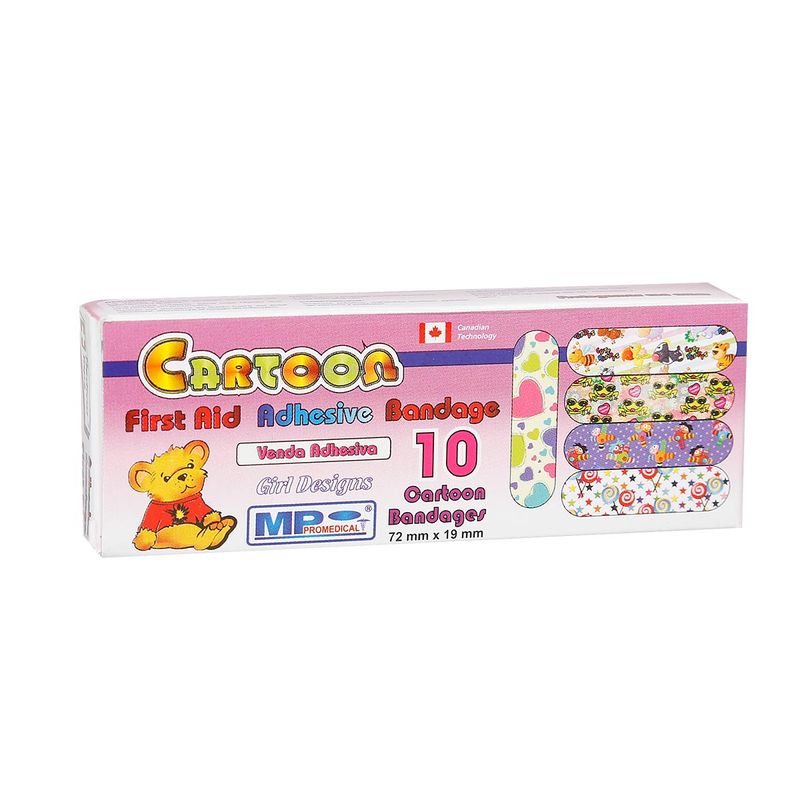 Canadian
Technology
CARTOON
First Aid Adhesive Bandage
Venda Adhesiva
10
Girl Designs
Cartoon
Bandages
MP
PROMEDICAL
®
72 mm x 19 mm